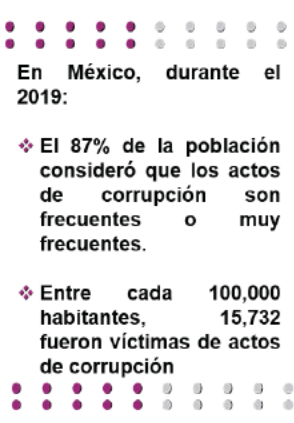 En México, durante el
2019:
El 87% de la población
consideró que los actos
de corrupción son
frecuentes o muy
frecuentes.
Entre cada 100,000
habitantes, 15,732
fueron víctimas de actos
de corrupción